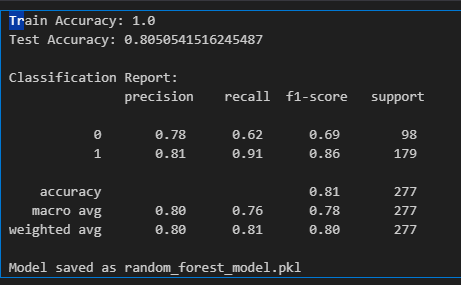 Train Accuracy: 1.0
Test Accuracy: 0.8050541516245487
Classification Report:
precision recall f1-score support
0 0.78 0.62 0.69 98
1 0.81 0.91 0.86 179
accuracy 0.81 277
macro avg 0.80 0.76 0.78 277
weighted avg 0.80 0.81 0.80 277
Model saved as random_forest_model.pkl